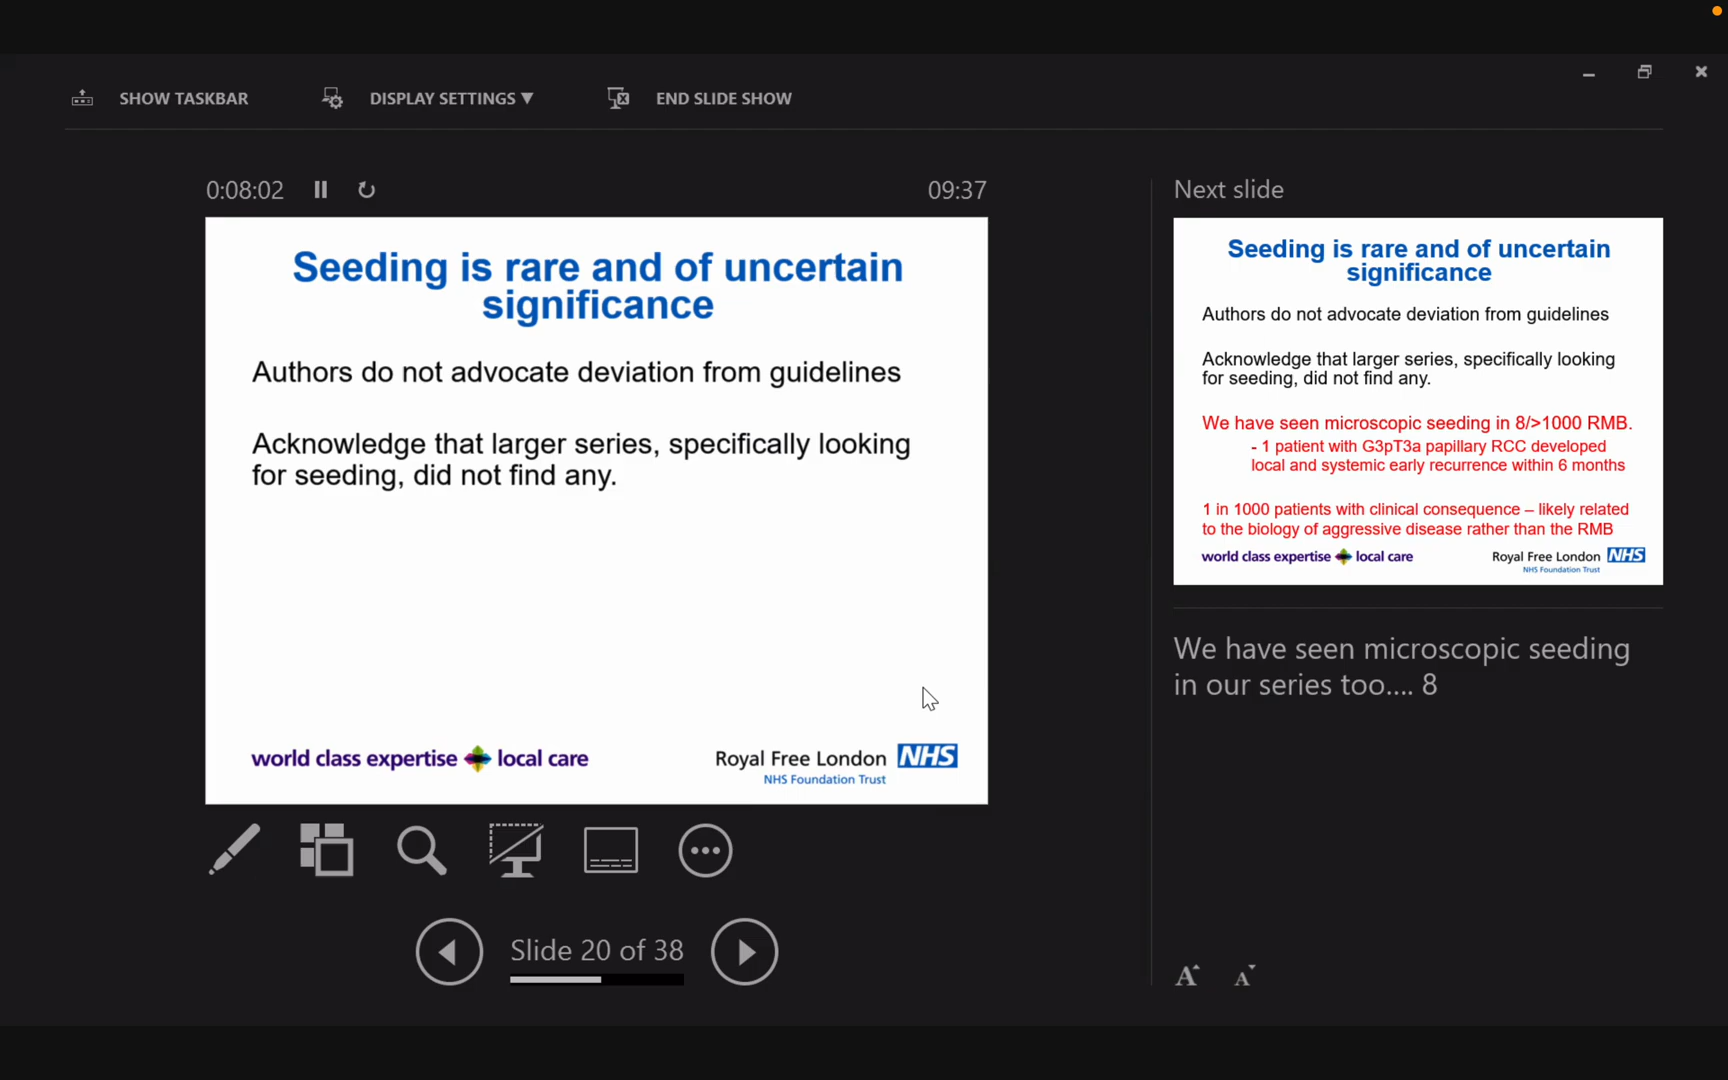 SHOW TASKBAR
DISPLAY SETTINGS ▼
END SLIDE SHOW
0:08:02
09:37
Seeding is rare and of uncertain
significance
Authors do not advocate deviation from guidelines
Acknowledge that larger series, specifically looking
for seeding, did not find any.
world class expertise local care
Royal Free London NHS
NHS Foundation Trust
Slide 20 of 38
Next slide
Seeding is rare and of uncertain
significance
Authors do not advocate deviation from guidelines
Acknowledge that larger series, specifically looking
for seeding, did not find any.
We have seen microscopic seeding in 8/>1000 RMB.
- 1 patient with G3pT3a papillary RCC developed
local and systemic early recurrence within 6 months
1 in 1000 patients with clinical consequence – likely related
to the biology of aggressive disease rather than the RMB
world class expertise local care
Royal Free London NHS
NHS Foundation Trust
We have seen microscopic seeding
in our series too.... 8
A A